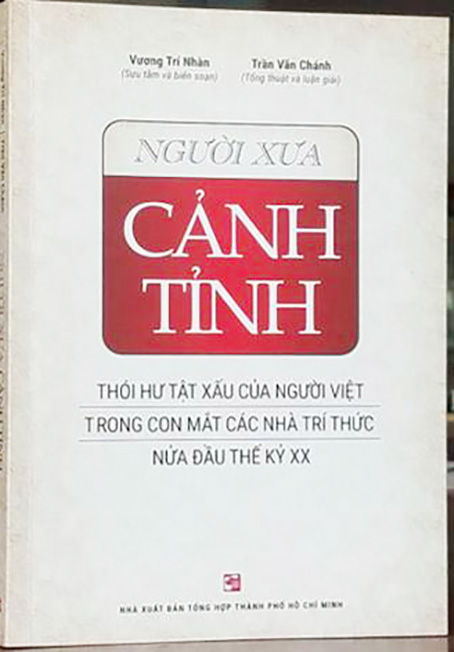 Vương Trí Nhàn
(Sưu tầm và biên soạn)
Trần Văn Chánh
(Tổng thuật và luận giải)
NGƯỜI XƯA
CẢNH
TỈNH
THÓI HƯ TẬT XẤU CỦA NGƯỜI VIỆT
TRONG CON MẮT CÁC NHÀ TRÍ THỨC
NỬA ĐẦU THẾ KỶ XX
NHÀ XUẤT BẢN TỔNG HỢP THÀNH PHỐ HỒ CHÍ MINH